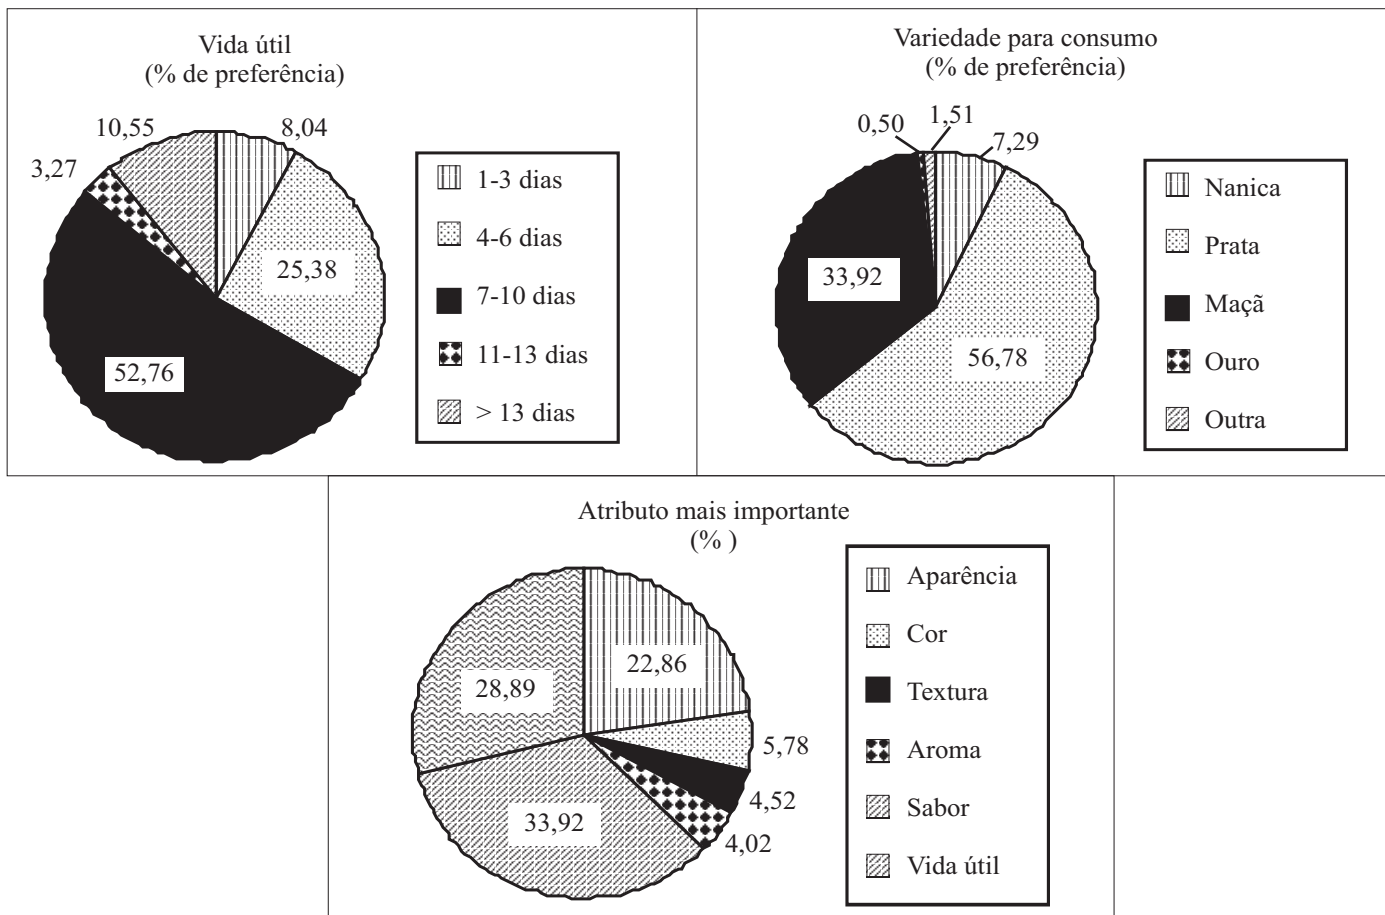 Vida útil
(% de preferência)
10,55
8,04
3,27
25,38
52,76
1-3 dias
4-6 dias
7-10 dias
11-13 dias
> 13 dias
Variedade para consumo
(% de preferência)
0,50
1,51
7,29
33,92
56,78
Nanica
Prata
Maçã
Ouro
Outra
Atributo mais importante
(% )
22,86
28,89
5,78
4,52
33,92
4,02
Aparência
Cor
Textura
Aroma
Sabor
Vida útil